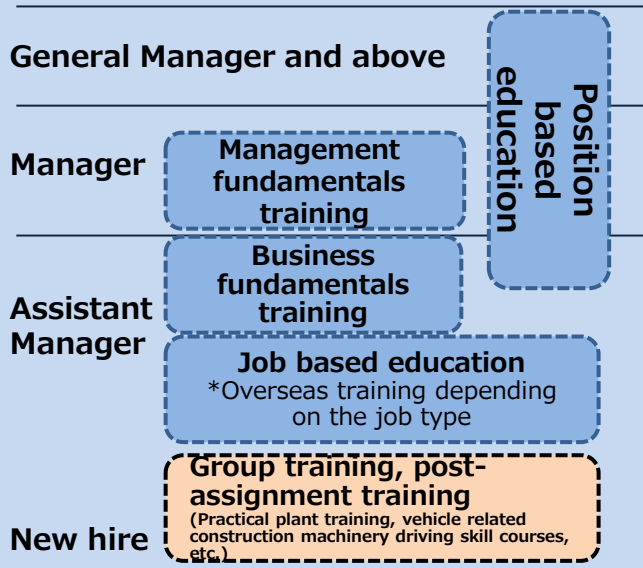 General Manager and above
Position
based
education
Manager
Management
fundamentals
training
Business
fundamentals
training
Assistant
Manager
Job based education
*Overseas training depending
on the job type
Group training, post-
assignment training
(Practical plant training, vehicle related
construction machinery driving skill courses,
etc.)
New hire